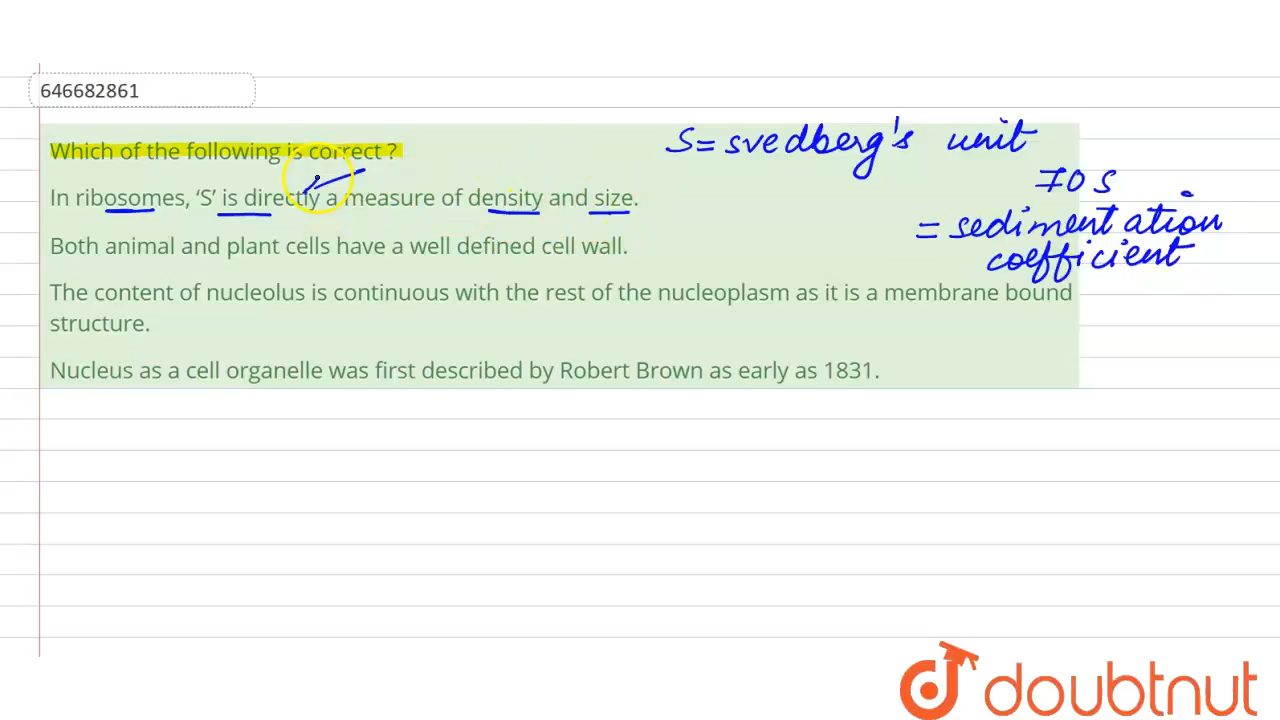 646682861
Which of the following is correct ?
S = svedberg's unit
70 S
In ribosomes, ‘S’ is directly a measure of density and size.
= sedimentation
coefficient
Both animal and plant cells have a well defined cell wall.
The content of nucleolus is continuous with the rest of the nucleoplasm as it is a membrane bound
structure.
Nucleus as a cell organelle was first described by Robert Brown as early as 1831.
doubtnut